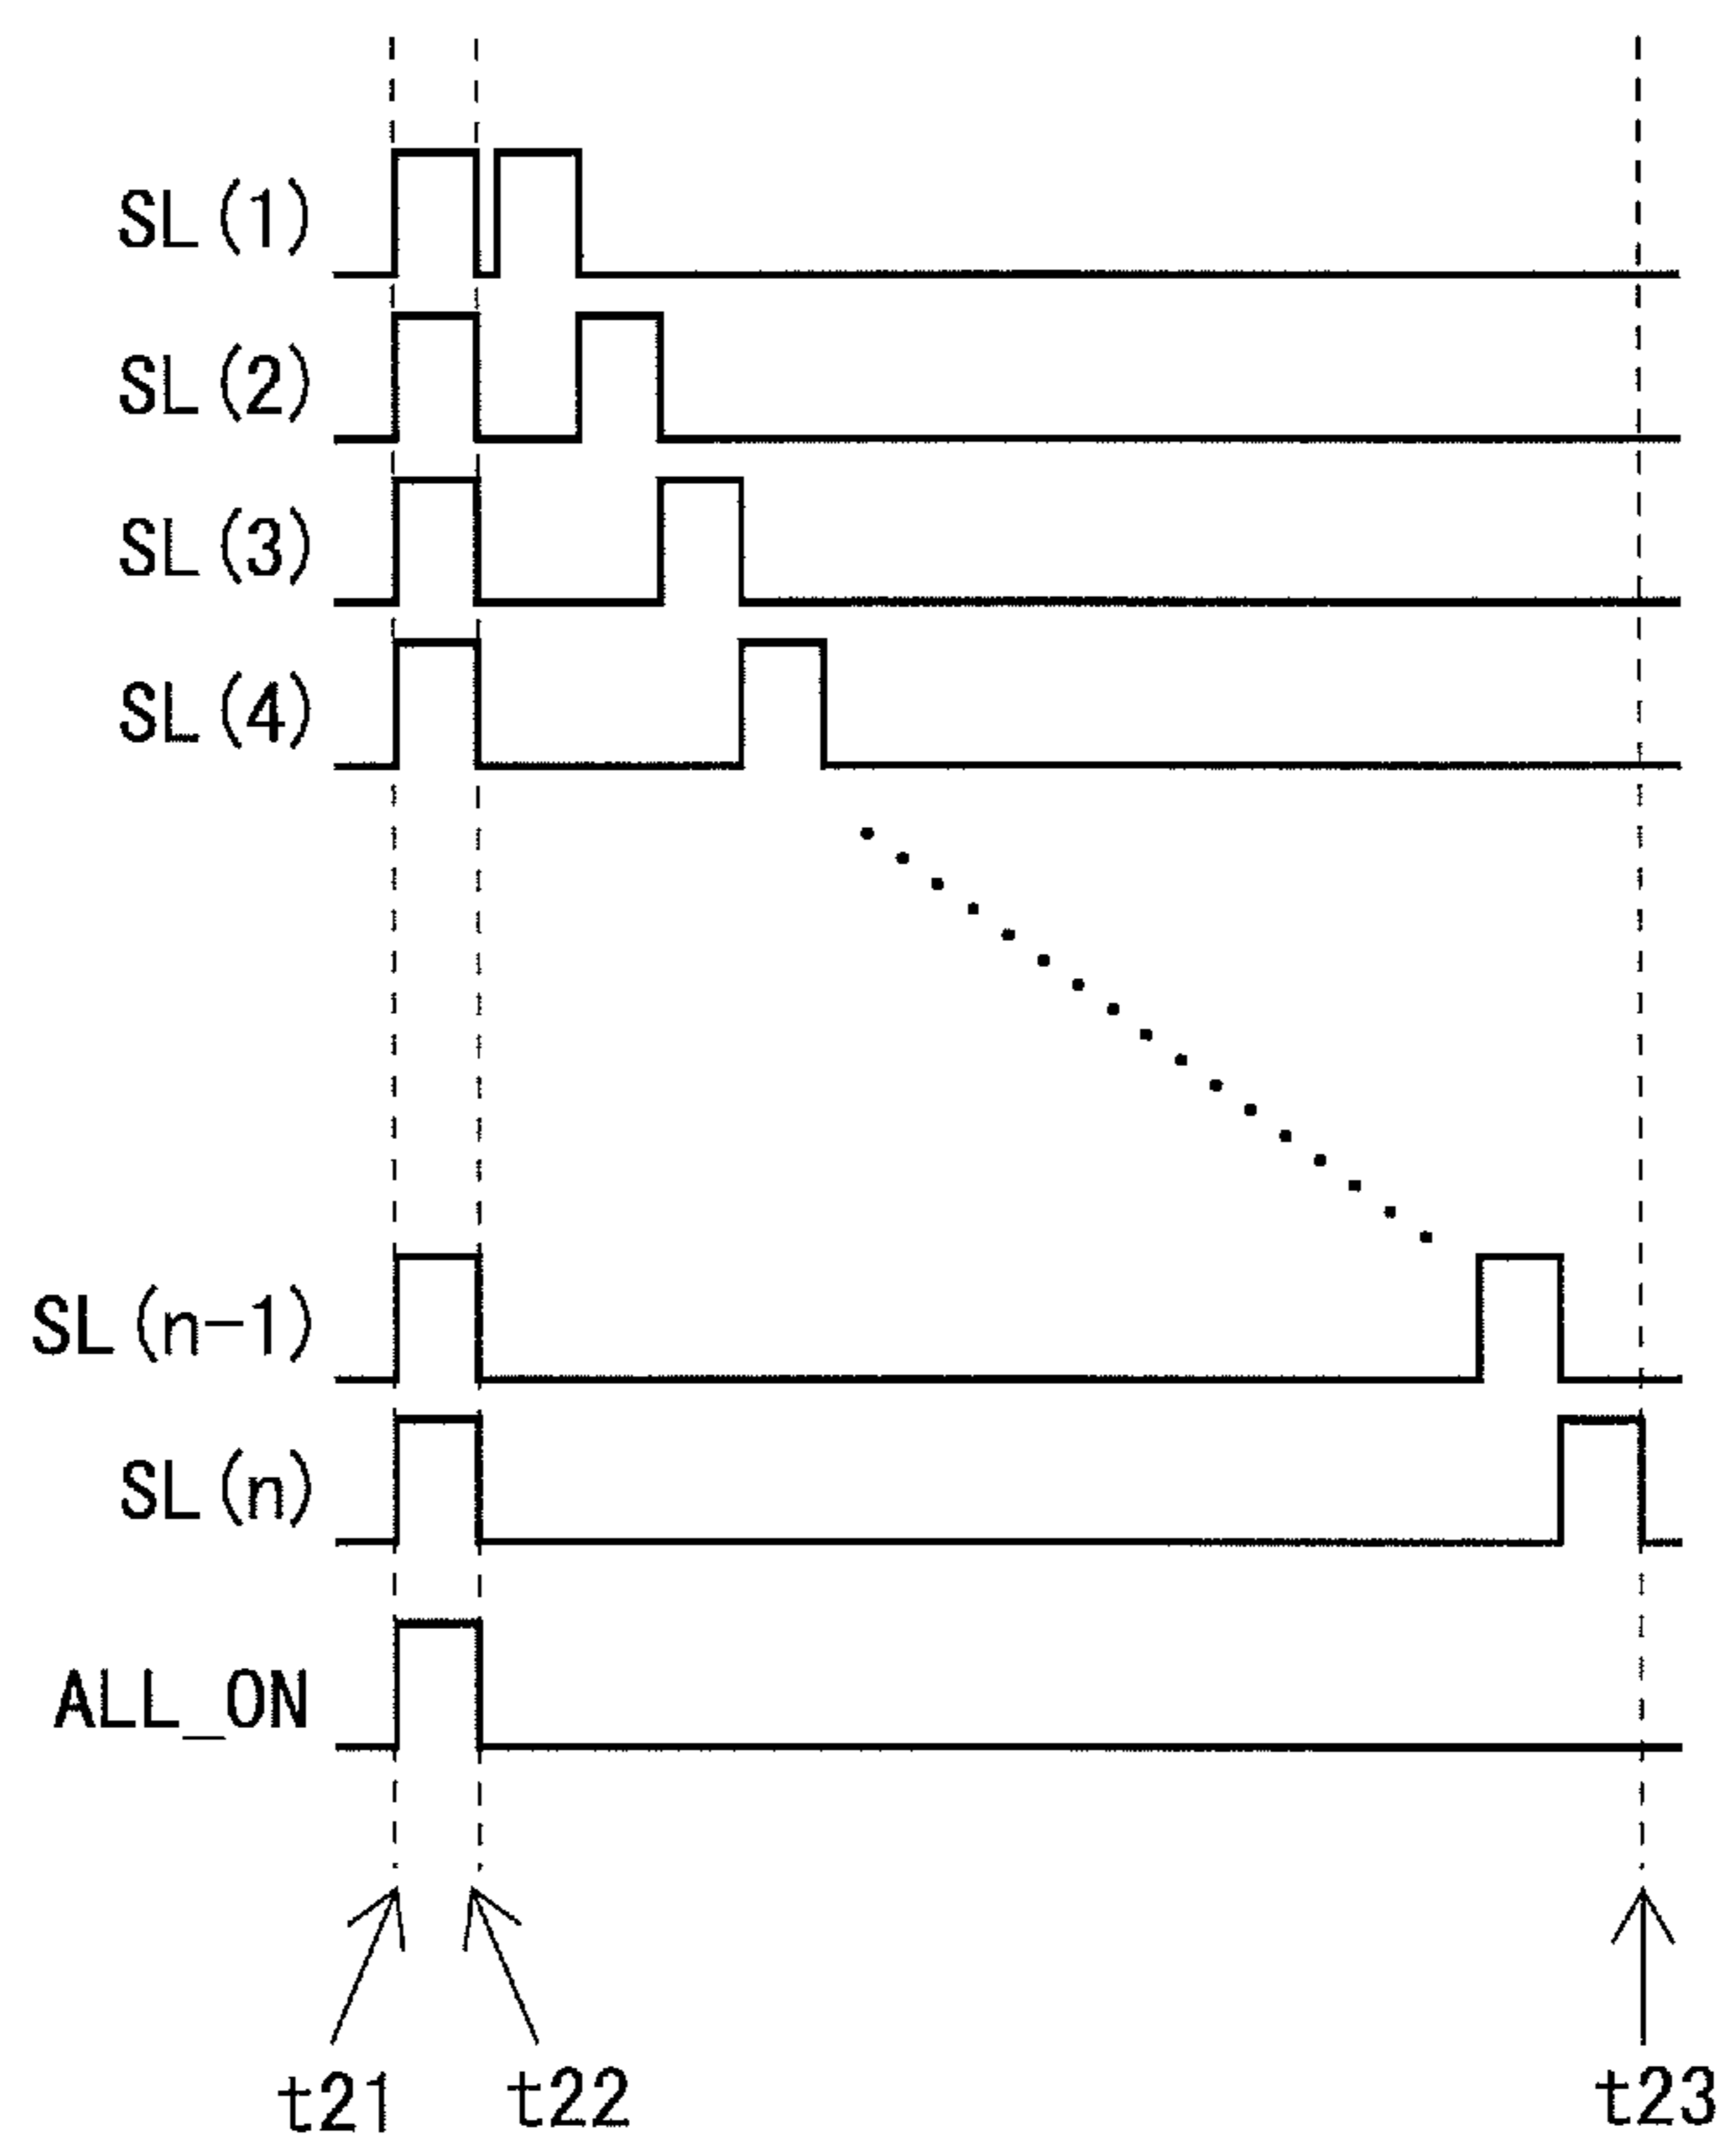 SL(1)
SL(2)
SL(3)
SL(4)
SL(n-1)
SL(n)
ALL_ON
t21 t22 t23